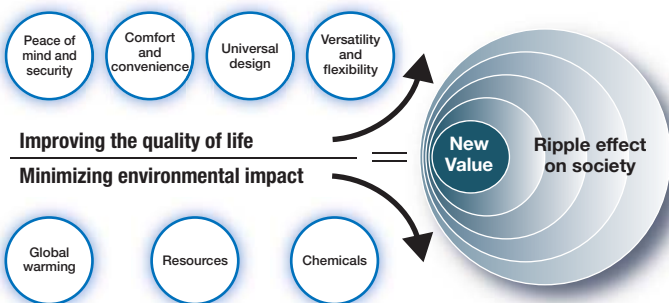 Peace of
mind and
security
Comfort
and
convenience
Universal
design
Versatility
and
flexibility
Improving the quality of life
Minimizing environmental impact
=
New
Value
Ripple effect
on society
Global
warming
Resources
Chemicals